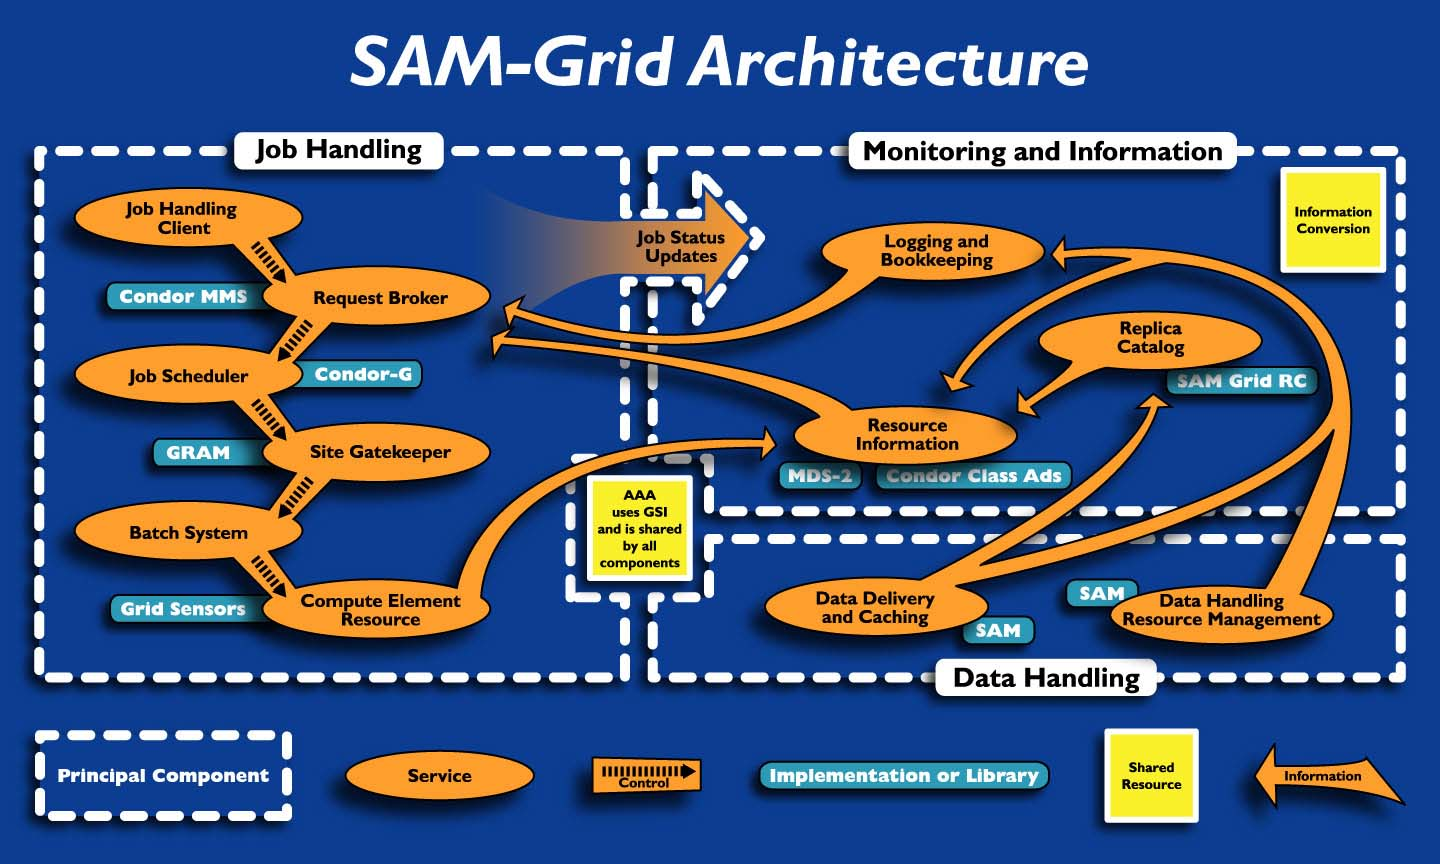 SAM-Grid Architecture
Job Handling
Monitoring and Information
Job Handling
Client
Information
Conversion
Job Status
Updates
Logging and
Bookkeeping
Condor MMS
Request Broker
Replica
Catalog
Job Scheduler
Condor-G
SAM Grid RC
Resource
Information
GRAM
Site Gatekeeper
MDS-2
Condor Class Ads
AAA
uses GSI
and is shared
by all
components
Batch System
Grid Sensors
Compute Element
Resource
Data Delivery
and Caching
SAM
SAM
Data Handling
Resource Management
Data Handling
Principal Component
Service
Control
Implementation or Library
Shared
Resource
Information